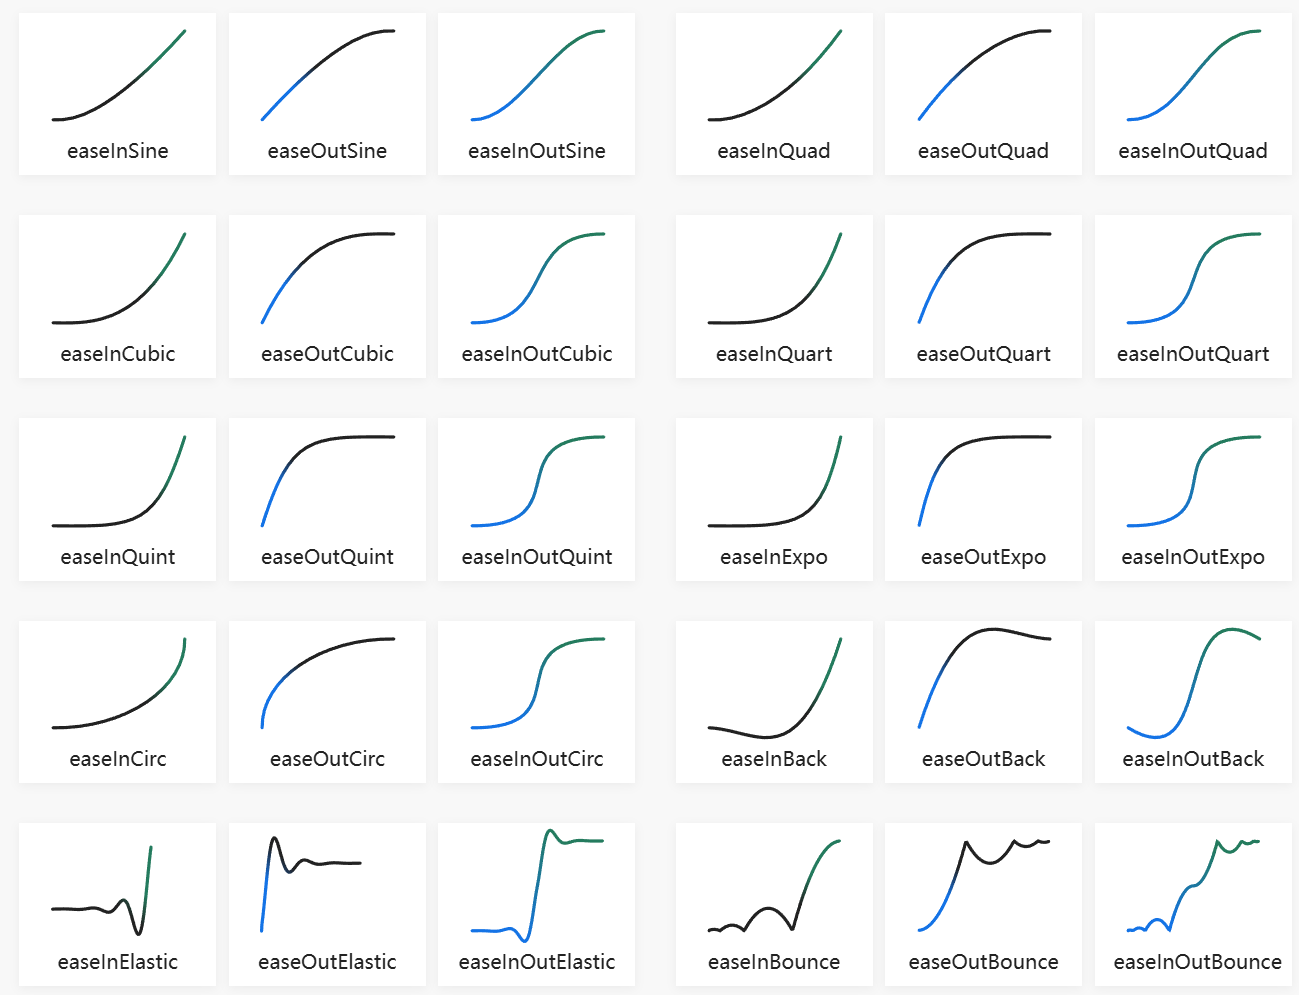 easeInSine
easeOutSine
easeInOutSine
easeInQuad
easeOutQuad
easeInOutQuad
easeInCubic
easeOutCubic
easeInOutCubic
easeInQuart
easeOutQuart
easeInOutQuart
easeInQuint
easeOutQuint
easeInOutQuint
easeInExpo
easeOutExpo
easeInOutExpo
easeInCirc
easeOutCirc
easeInOutCirc
easeInBack
easeOutBack
easeInOutBack
easeInElastic
easeOutElastic
easeInOutElastic
easeInBounce
easeOutBounce
easeInOutBounce